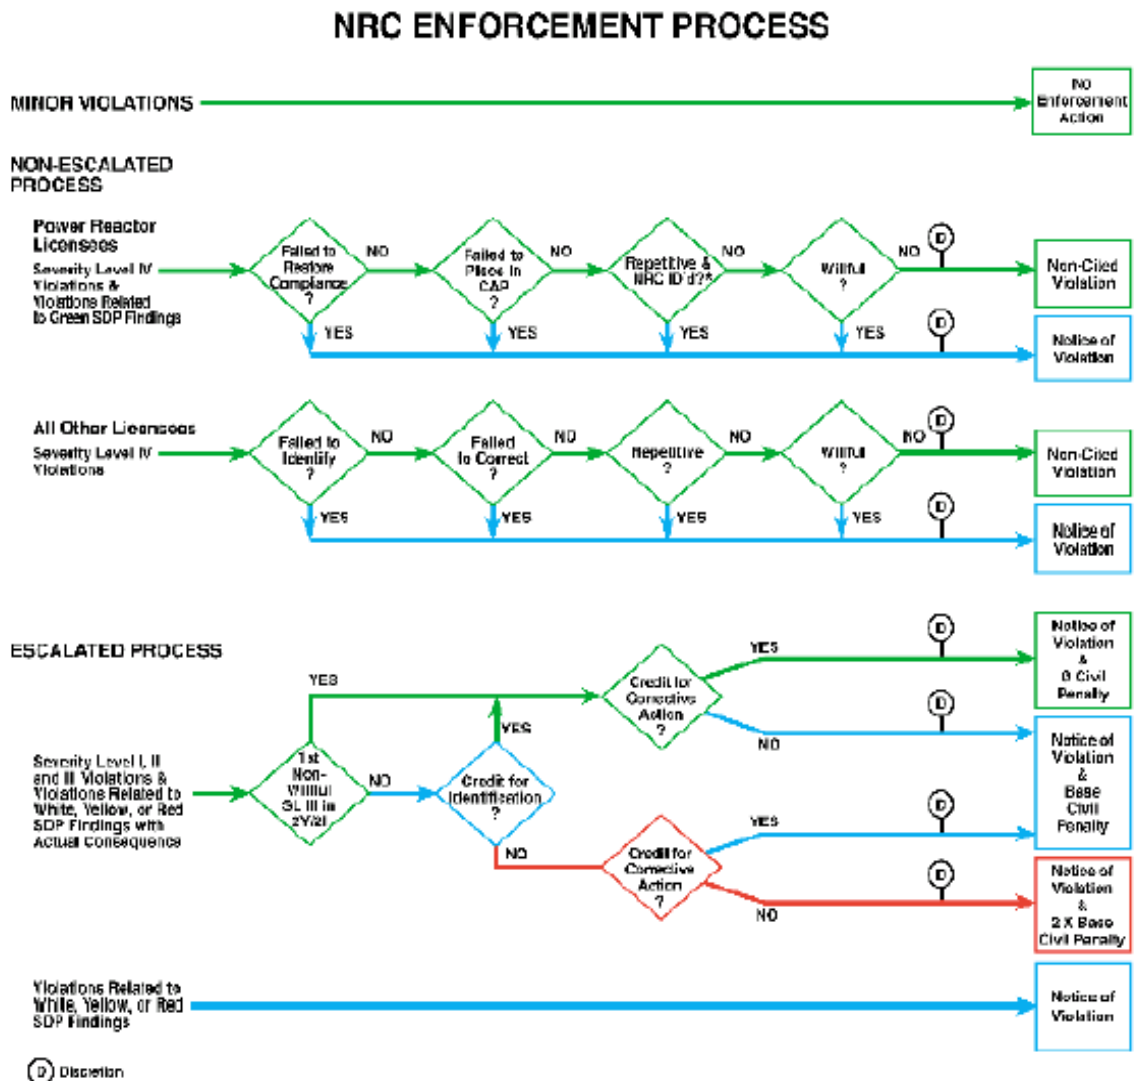 NRC ENFORCEMENT PROCESS
MINOR VIOLATIONS
No
Enforcement
Action
NON-ESCALATED
PROCESS
Power Reactor
Licensees
Severity Level IV
Violations &
Violations Related
to Green SDP Findings
Failed to
Restore
Compliance
?
NO
YES
Failed to
Place in
CAP
?
NO
YES
Repetitive &
NRC ID'd?*
NO
YES
Willful
?
NO
YES
D
D
Non-Cited
Violation
Notice of
Violation
All Other Licensees
Severity Level IV
Violations
Failed to
Identify
?
NO
YES
Failed
to Correct
?
NO
YES
Repetitive
?
NO
YES
Willful
?
NO
YES
D
D
Non-Cited
Violation
Notice of
Violation
ESCALATED PROCESS
Severity Level I, II
and III Violations &
Violations Related to
White, Yellow, or Red
SDP Findings with
Actual Consequence
YES
1st
Non-
Willful
SL III in
NO
YES
Credit for
Identification
?
NO
Credit for
Corrective
Action
?
YES
NO
Credit for
Corrective
Action
?
YES
NO
D
D
D
D
Notice of
Violation
&
0 Civil
Penalty
Notice of
Violation
&
Base
Civil
Penalty
Notice of
Violation
&
2 X Base
Civil Penalty
Violations Related to
White, Yellow, or Red
SDP Findings
Notice of
Violation
D Discretion